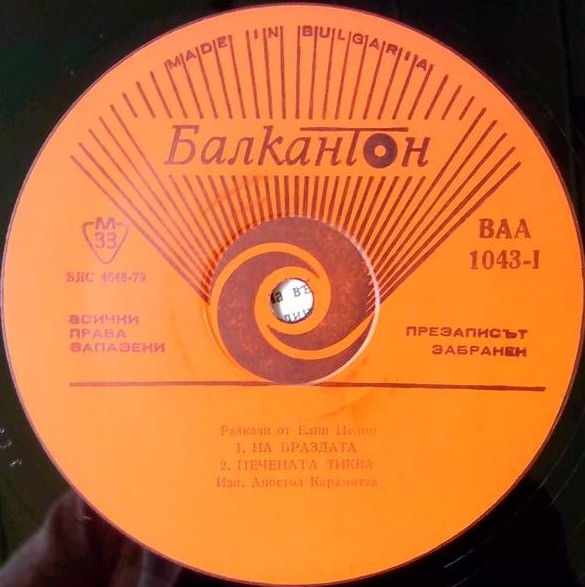 MADE IN BULGARIA
Балкантон
М
33
БДС 4648-79
ВАА
1043-I
ВСИЧКИ
ПРАВА
ЗАПАЗЕНИ
ПРЕЗАПИСЪТ
ЗАБРАНЕН
Разкази от Елин Пелин
1. НА БРАЗДАТА
2. ПЕЧЕНАТА ТИКВА
Изп. Апостол Карамитев